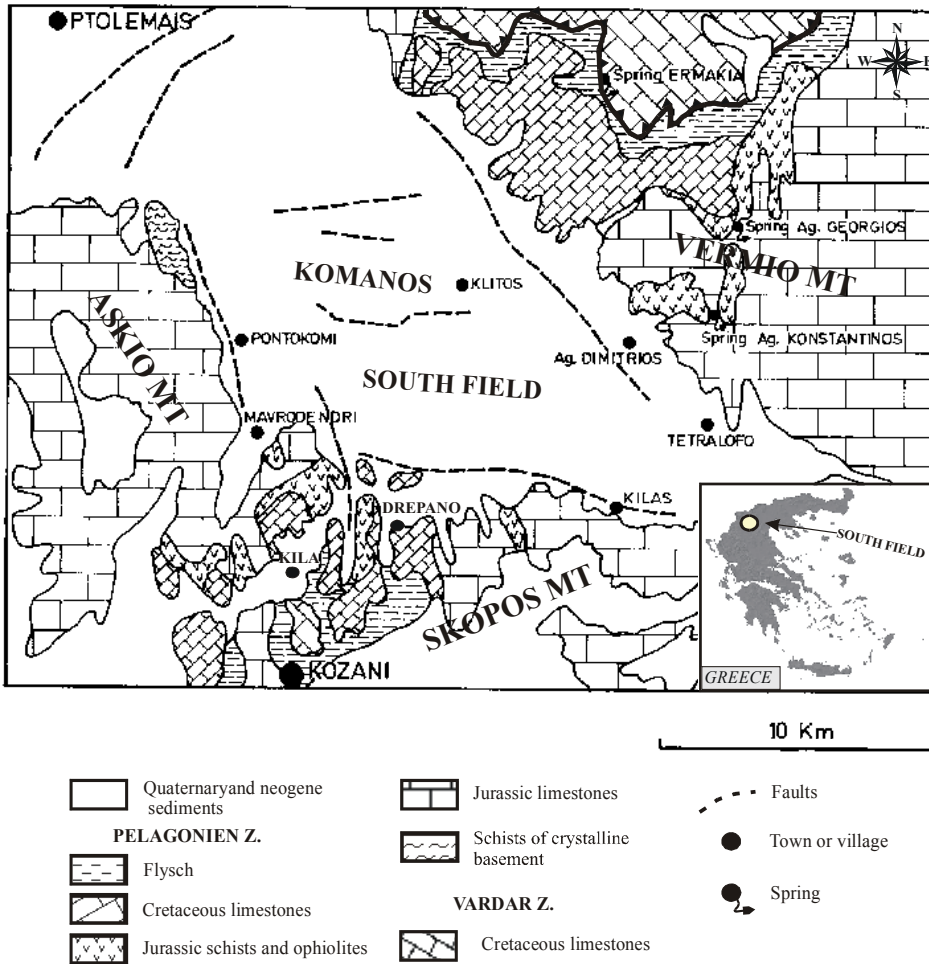 PTOLEMAIS
N
W E
S
Spring ERMAKIA
Spring Ag. GEORGIOS
VERMIO MT
KOMANOS
KLITOS
ASKIO MT
PONTOKOMI
Ag. DIMITRIOS
Spring Ag. KONSTANTINOS
SOUTH FIELD
MAVRODENDRI
TETRALOFO
DREPANO
KILAS
SOUTH FIELD
KILA
SKOPOS MT
KOZANI
GREECE
10 Km
Quaternaryand neogene
sediments
PELAGONIEN Z.
Flysch
Cretaceous limestones
Jurassic schists and ophiolites
Jurassic limestones
Schists of crystalline
basement
VARDAR Z.
Cretaceous limestones
Faults
Town or village
Spring